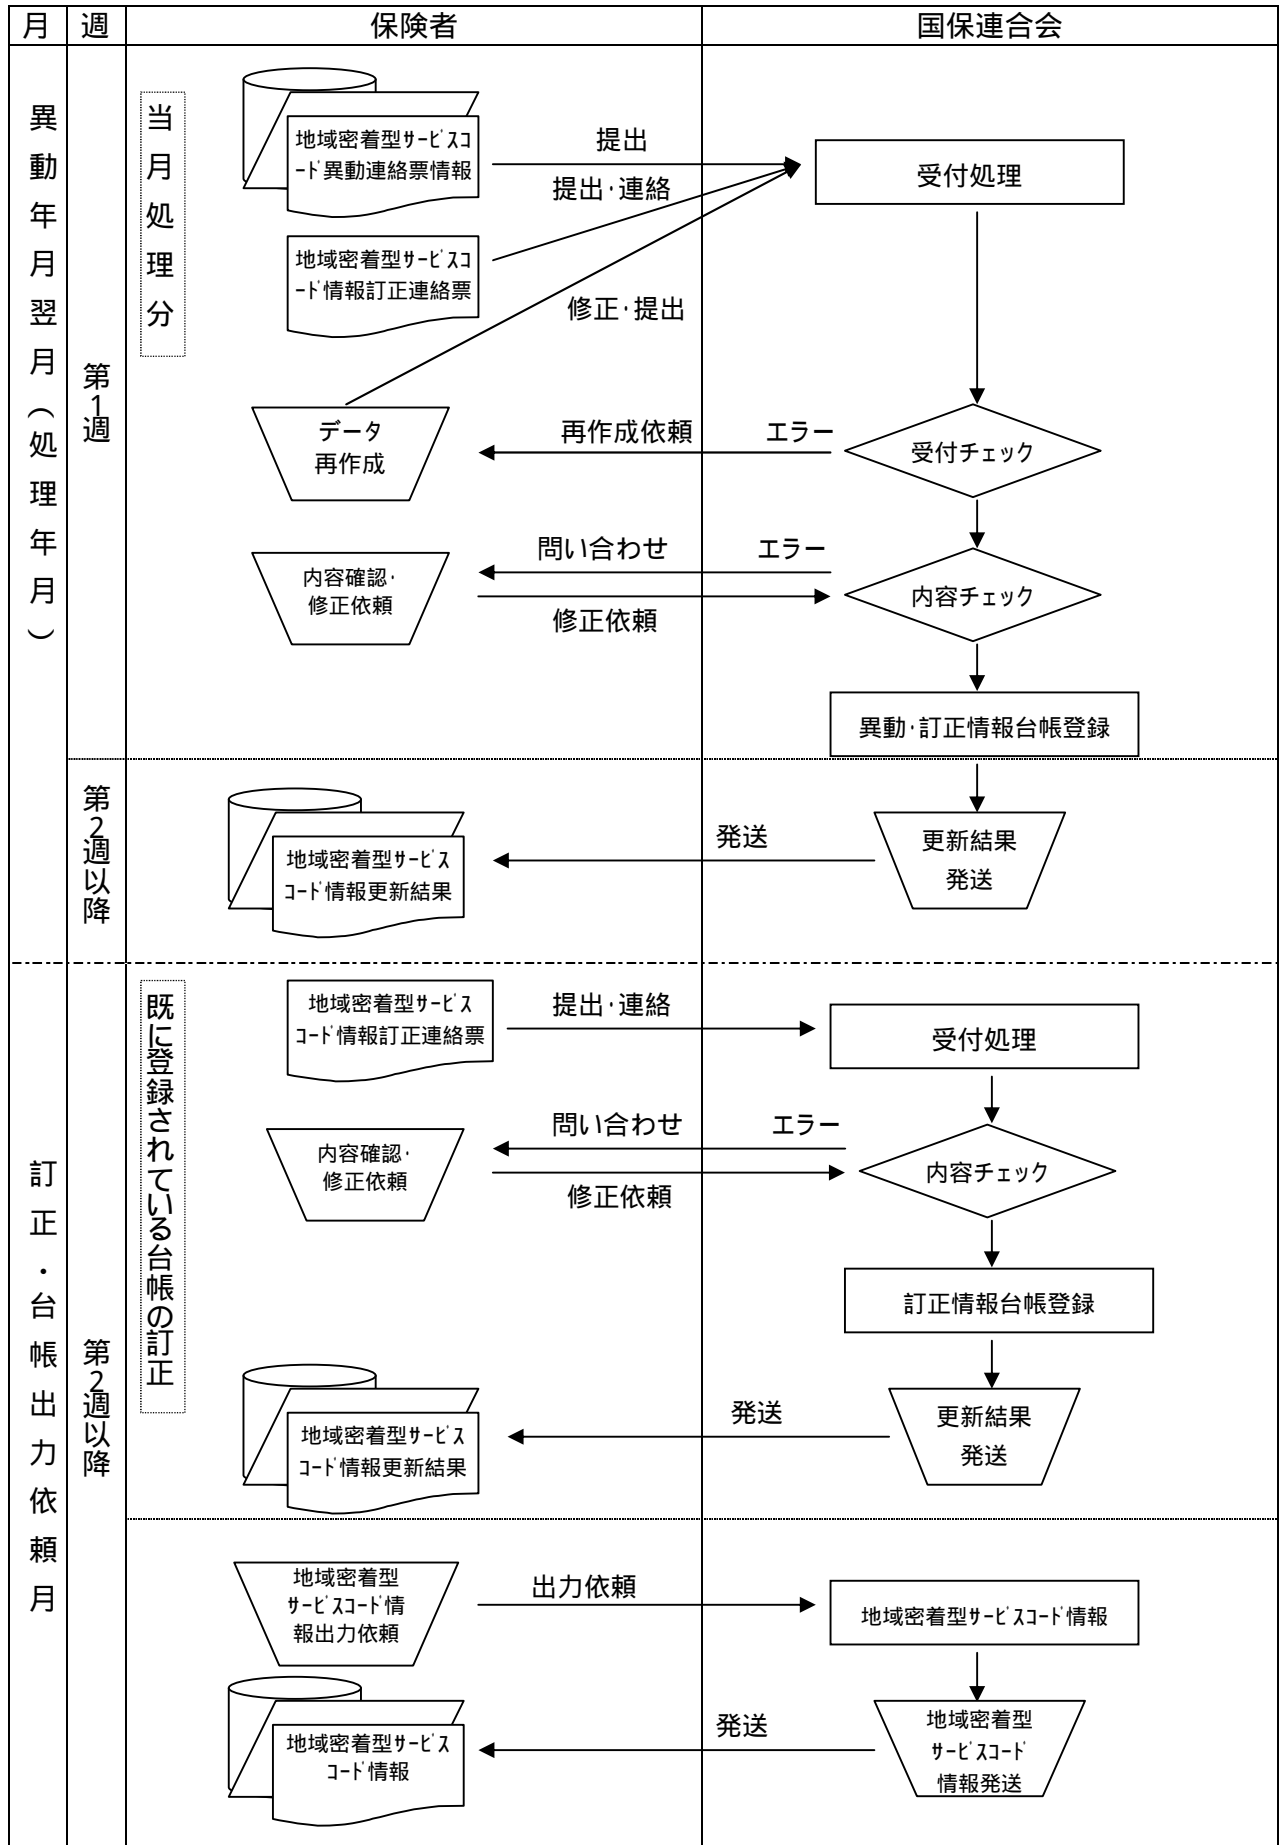 月
週
保険者
国保連合会
異動年月翌月（処理年月）
第1週
当月処理分
地域密着型ｻｰﾋﾞｽｺ
ｰﾄﾞ異動連絡票情報
提出
受付処理
提出･連絡
地域密着型ｻｰﾋﾞｽｺ
ｰﾄﾞ情報訂正連絡票
修正･提出
データ
再作成
再作成依頼
エラー
受付チェック
問い合わせ
エラー
内容確認･
修正依頼
修正依頼
内容チェック
異動･訂正情報台帳登録
第2週以降
地域密着型ｻｰﾋﾞｽ
ｺｰﾄﾞ情報更新結果
発送
更新結果
発送
訂正・台帳出力依頼月
第2週以降
既に登録されている台帳の訂正
地域密着型ｻｰﾋﾞｽ
ｺｰﾄﾞ情報訂正連絡票
提出･連絡
受付処理
問い合わせ
エラー
内容確認･
修正依頼
修正依頼
内容チェック
訂正情報台帳登録
地域密着型ｻｰﾋﾞｽ
ｺｰﾄﾞ情報更新結果
発送
更新結果
発送
地域密着型
ｻｰﾋﾞｽｺｰﾄﾞ情
報出力依頼
出力依頼
地域密着型ｻｰﾋﾞｽｺｰﾄﾞ情報
地域密着型ｻｰﾋﾞｽ
ｺｰﾄﾞ情報
発送
地域密着型
ｻｰﾋﾞｽｺｰﾄﾞ
情報発送